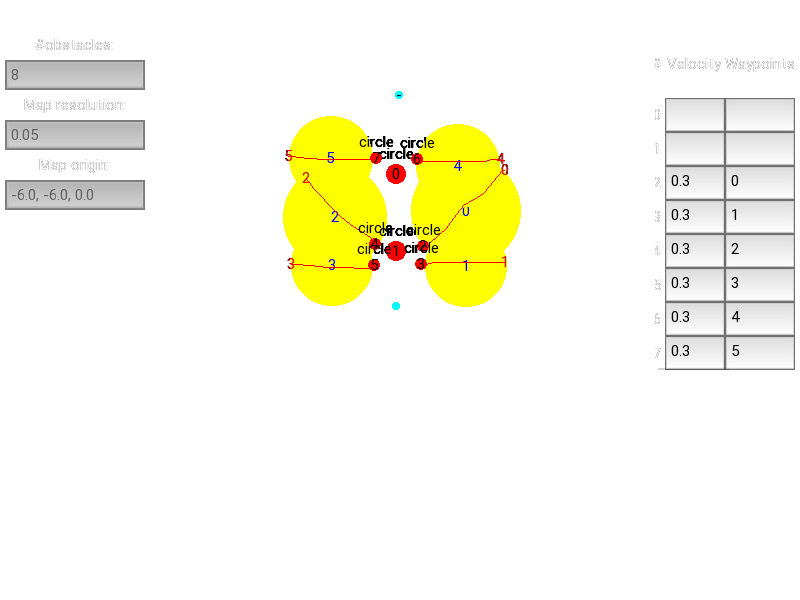 #obstacles:
8
Map resolution:
0.05
Map origin:
-6.0, -6.0, 0.0
# Velocity Waypoints
0
1
2 0.3 0
3 0.3 1
4 0.3 2
5 0.3 3
6 0.3 4
7 0.3 5
circle circle
circle
5 5 7 6 4 4
0 0
2
2 0
circle circle circle
4 1 2
circle circle
3 3 5 3 1 1